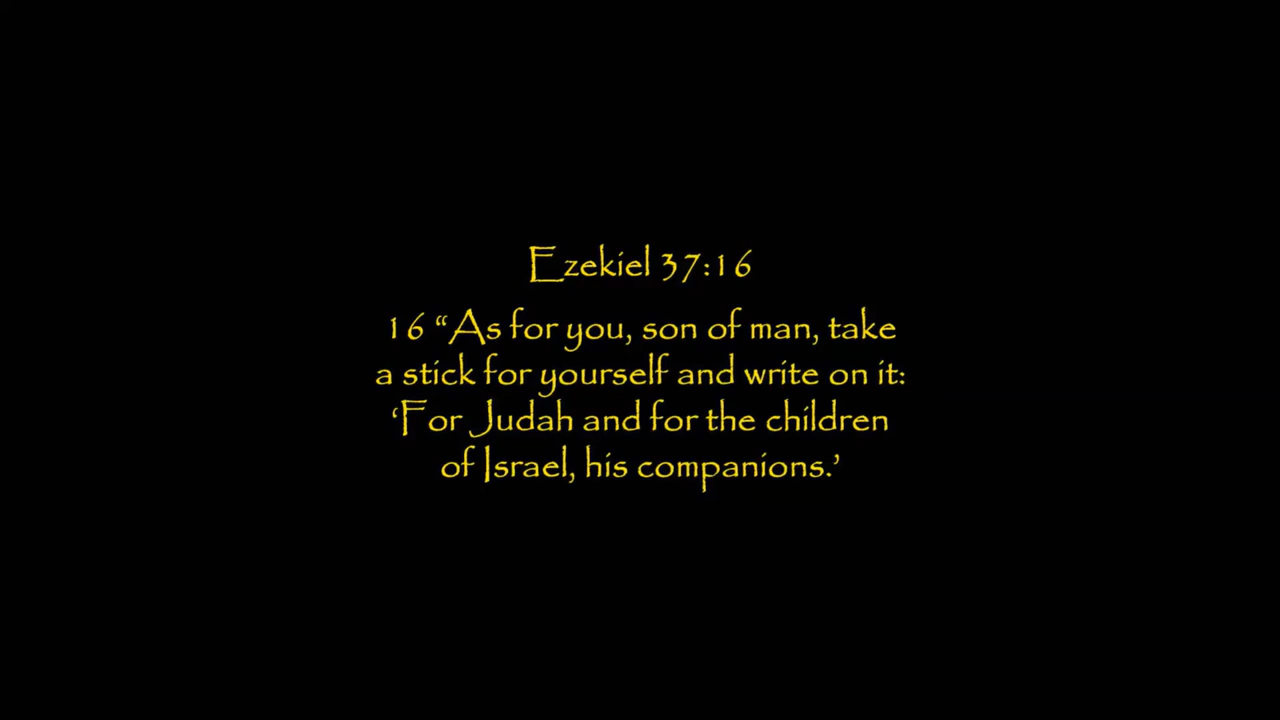 Ezekiel 37:16
16 “As for you, son of man, take
a stick for yourself and write on it:
‘For Judah and for the children
of Israel, his companions.’